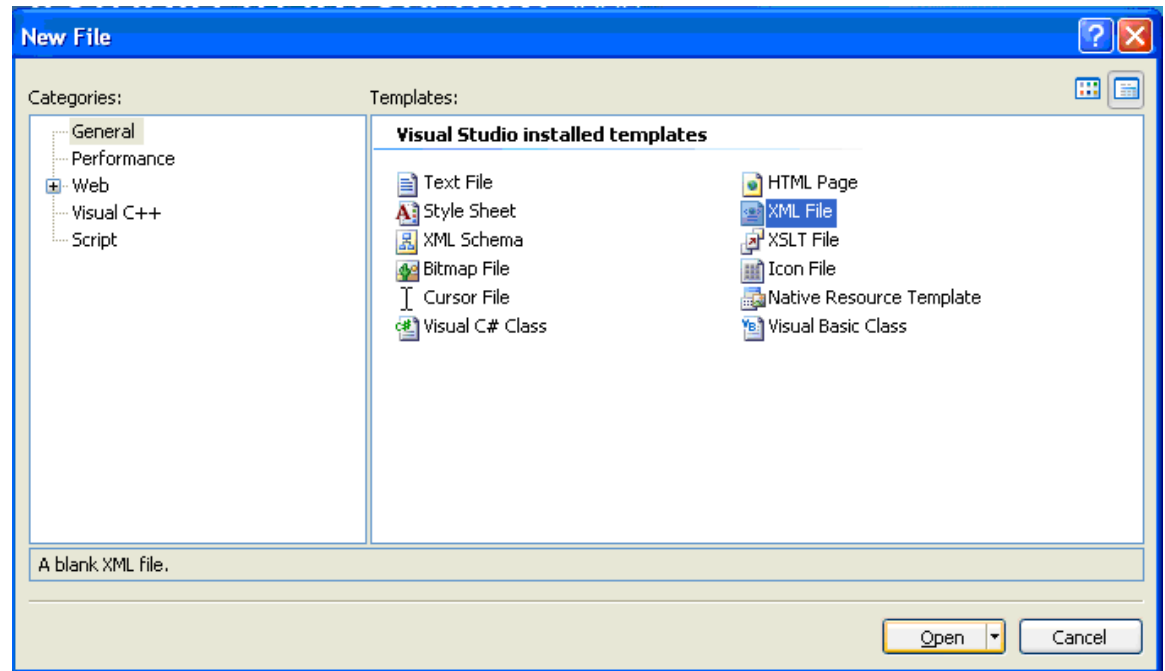 New File
Categories:
Templates:
General
Performance
Web
Visual C++
Script
Visual Studio installed templates
Text File
HTML Page
Style Sheet
XML File
XML Schema
XSLT File
Bitmap File
Icon File
Cursor File
Native Resource Template
Visual C# Class
Visual Basic Class
A blank XML file.
Open
Cancel